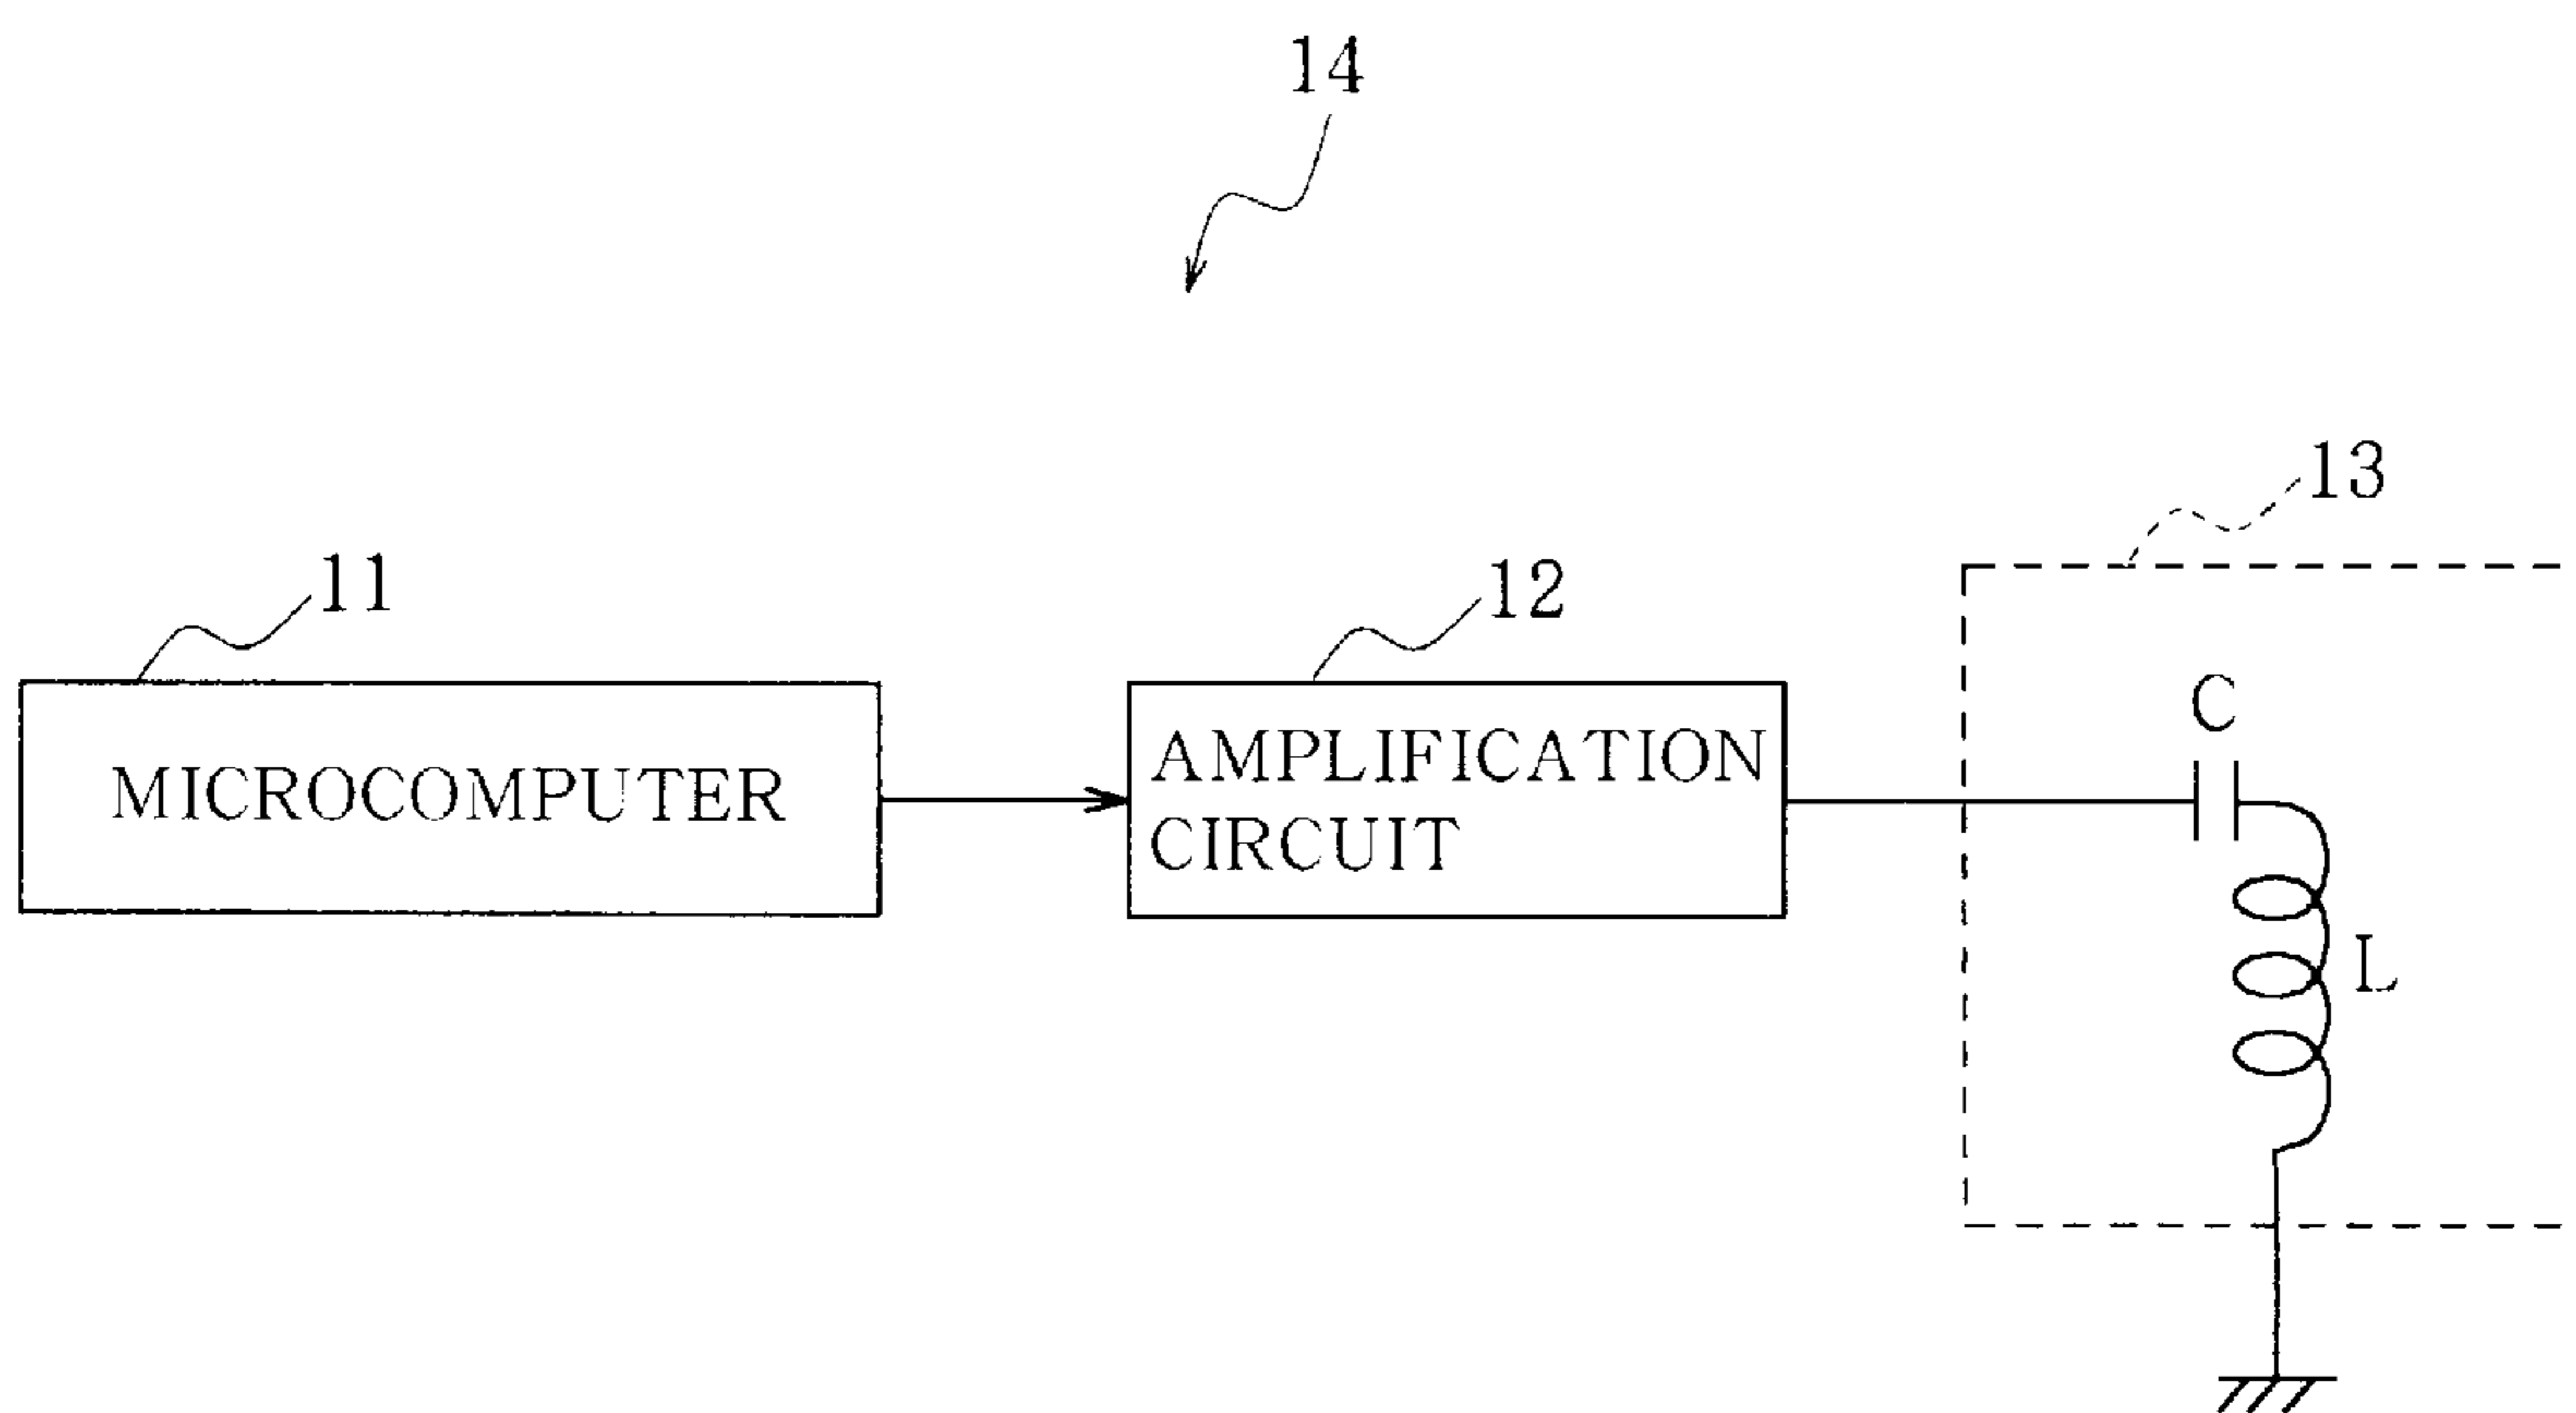 14
13
11
12
C
MICROCOMPUTER
AMPLIFICATION
CIRCUIT
L